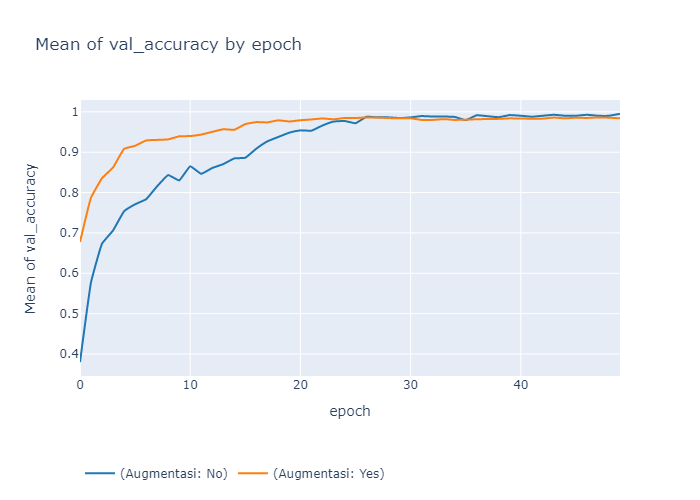 Mean of val_accuracy by epoch
Mean of val_accuracy
1
0.9
0.8
0.7
0.6
0.5
0.4
0 10 20 30 40
epoch
(Augmentasi: No) (Augmentasi: Yes)